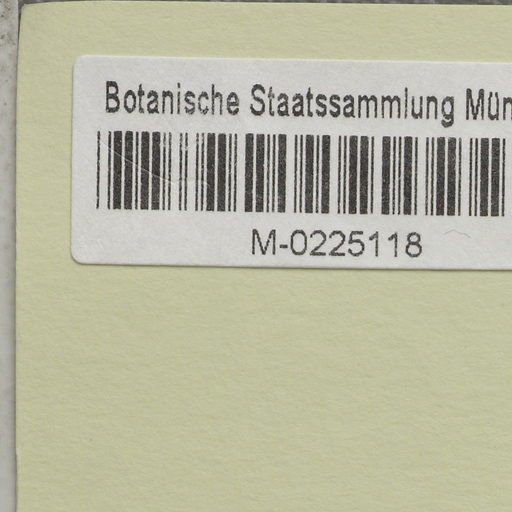 Botanische Staatssammlung Mün
M-0225118